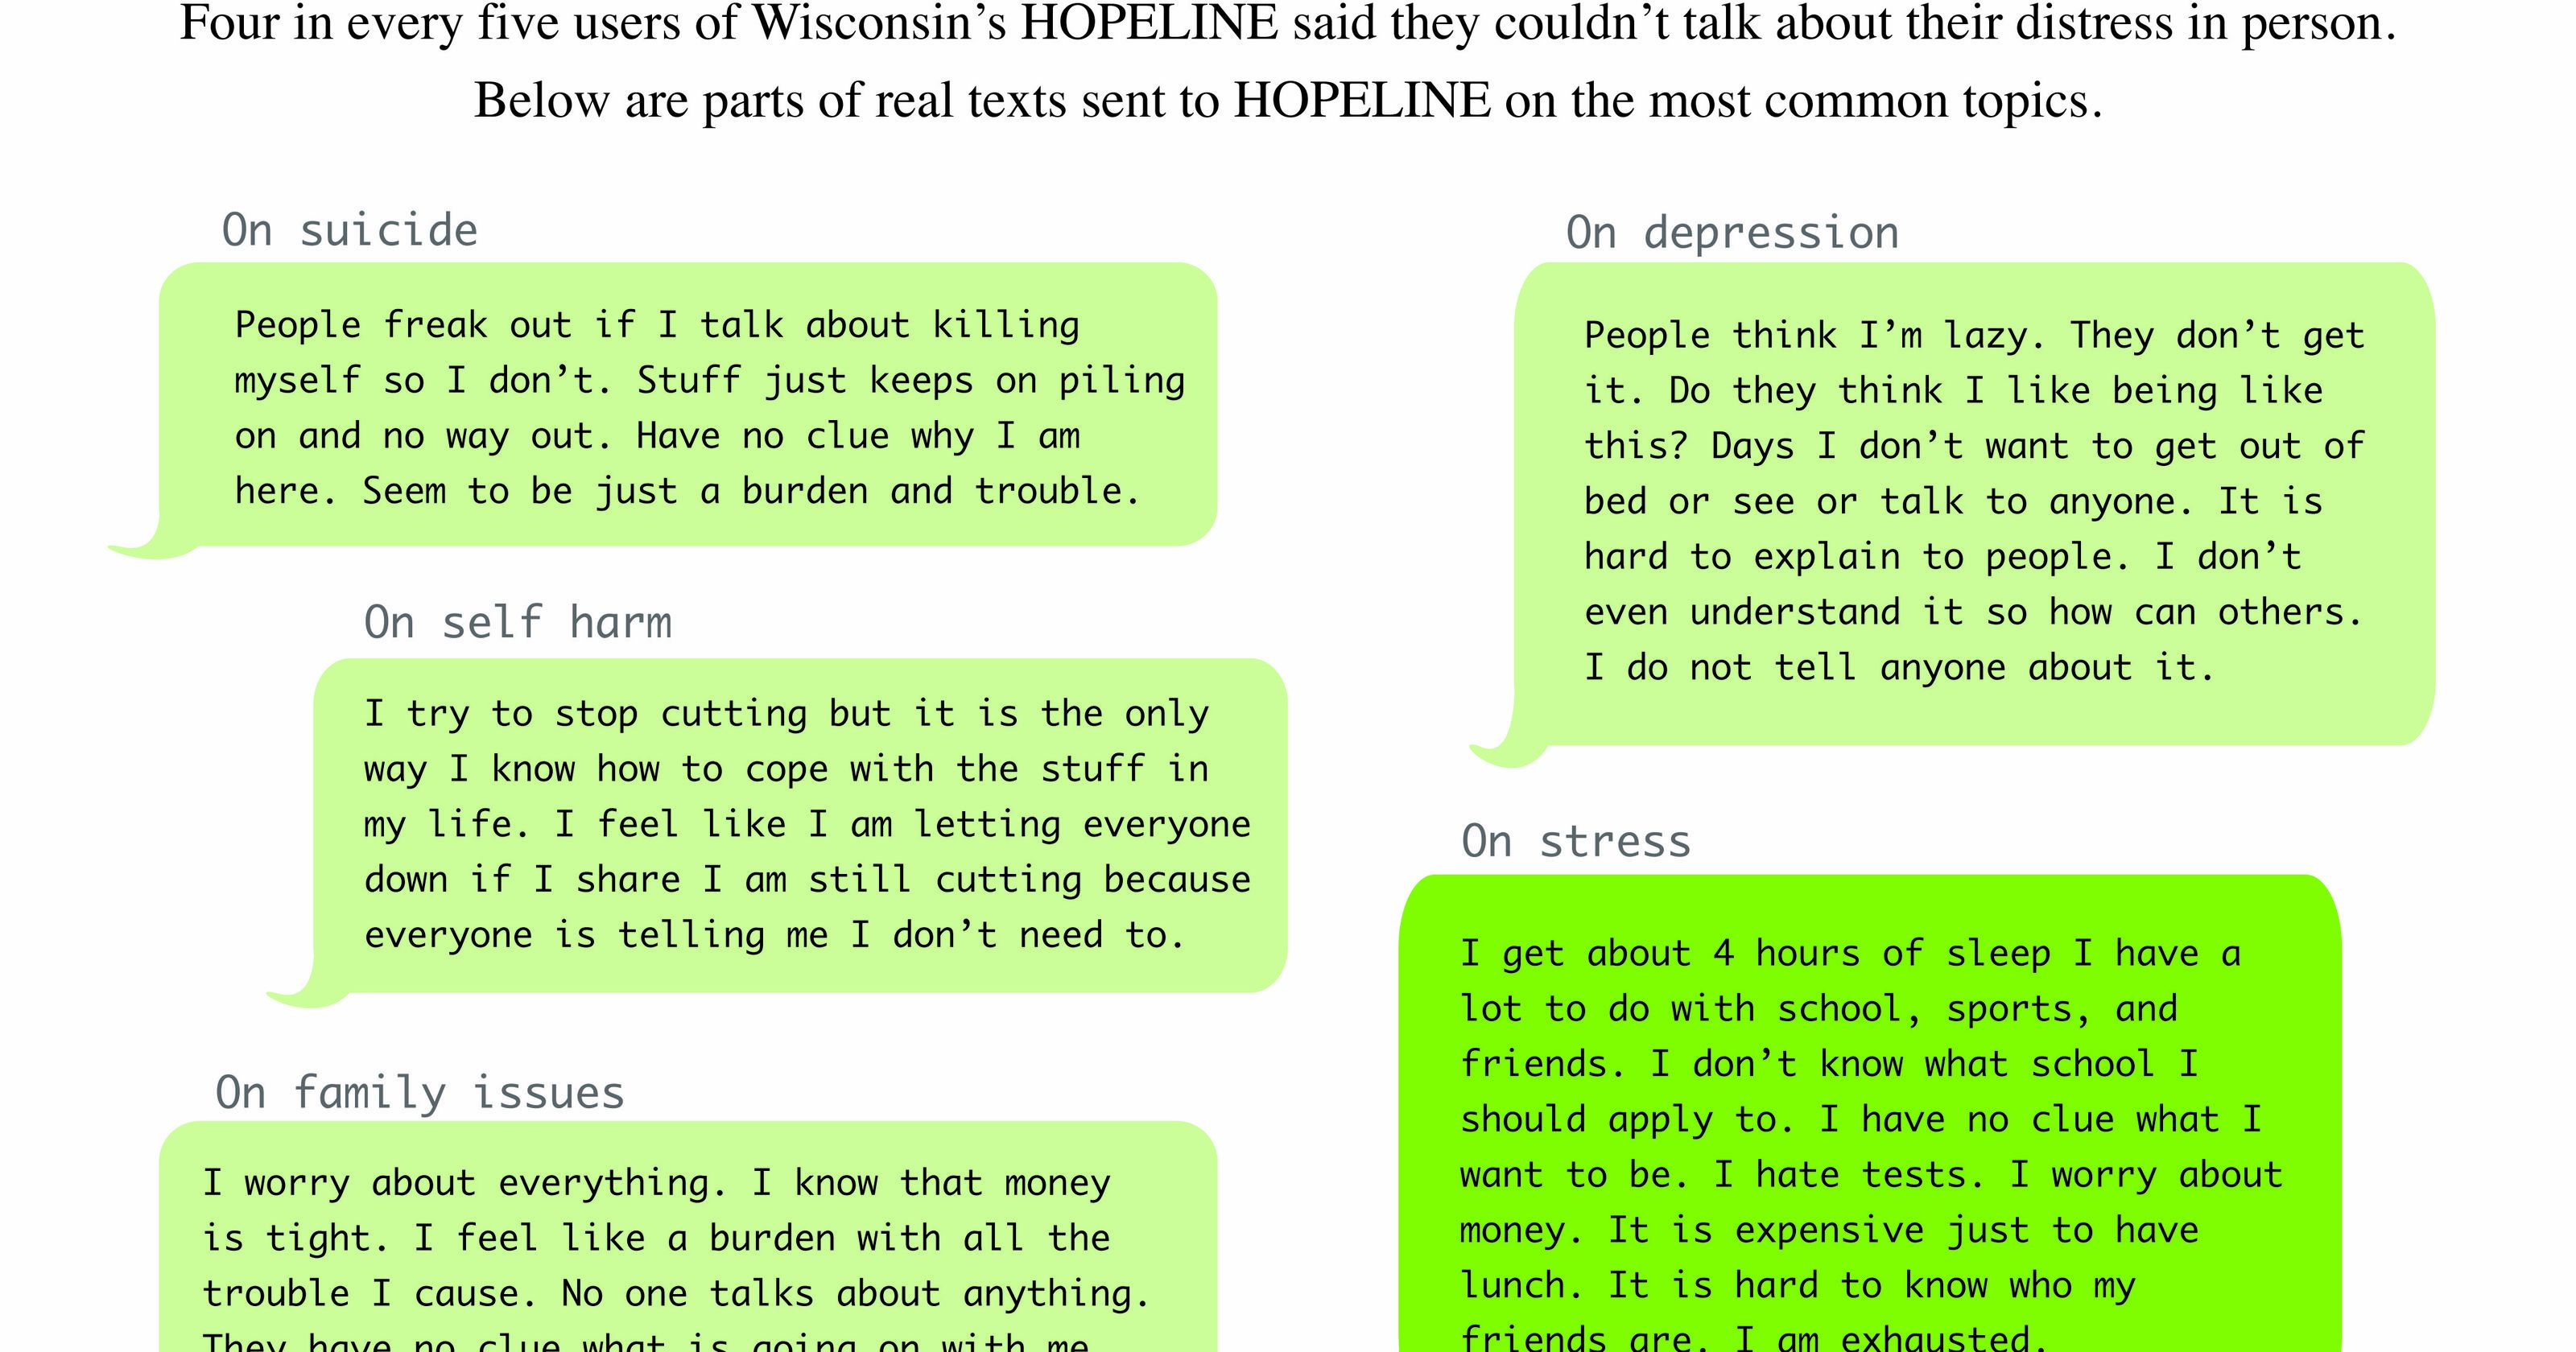 Four in every five users of Wisconsin’s HOPELINE said they couldn’t talk about their distress in person.
Below are parts of real texts sent to HOPELINE on the most common topics.
On suicide
People freak out if I talk about killing
myself so I don’t. Stuff just keeps on piling
on and no way out. Have no clue why I am
here. Seem to be just a burden and trouble.
On self harm
I try to stop cutting but it is the only
way I know how to cope with the stuff in
my life. I feel like I am letting everyone
down if I share I am still cutting because
everyone is telling me I don’t need to.
On family issues
I worry about everything. I know that money
is tight. I feel like a burden with all the
trouble I cause. No one talks about anything.
They have no clue what is going on with me
On depression
People think I’m lazy. They don’t get
it. Do they think I like being like
this? Days I don’t want to get out of
bed or see or talk to anyone. It is
hard to explain to people. I don’t
even understand it so how can others.
I do not tell anyone about it.
On stress
I get about 4 hours of sleep I have a
lot to do with school, sports, and
friends. I don’t know what school I
should apply to. I have no clue what I
want to be. I hate tests. I worry about
money. It is expensive just to have
lunch. It is hard to know who my
friends are. I am exhausted.